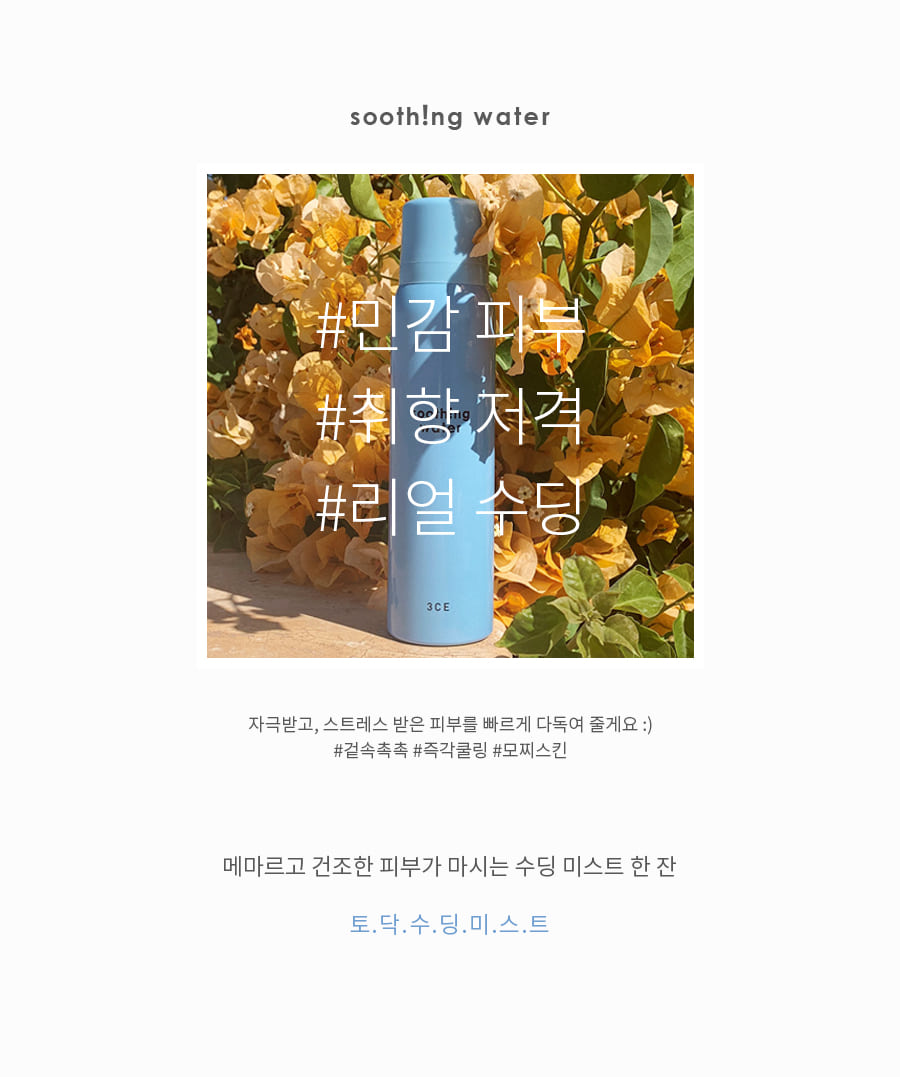 sooth!ng water
#민감 피부
#취향 저격
#리얼 수딩
soothing
water
3CE
자극받고, 스트레스 받은 피부를 빠르게 다독여 줄게요 :)
#겉속촉촉 #즉각쿨링 #모찌스킨
메마르고 건조한 피부가 마시는 수딩 미스트 한 잔
토.닥.수.딩.미.스.트